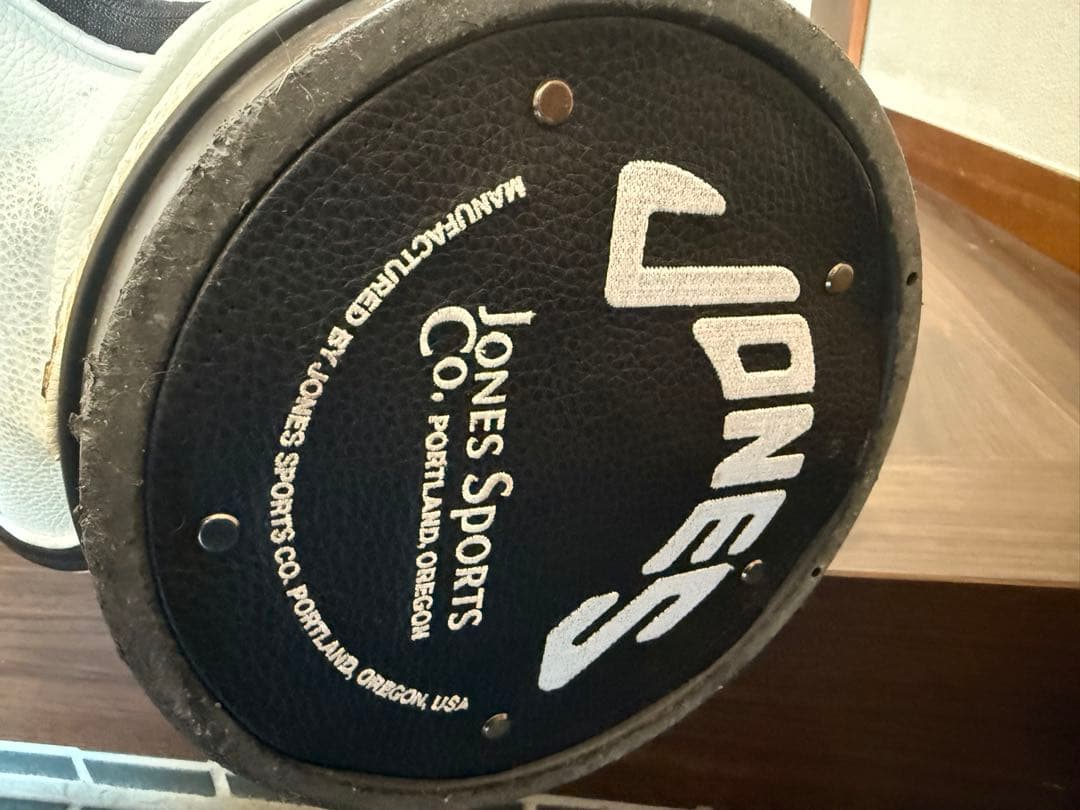 JONES
JONES SPORTS
CO. PORTLAND, OREGON
MANUFACTURED BY JONES SPORTS CO. PORTLAND, OREGON, USA